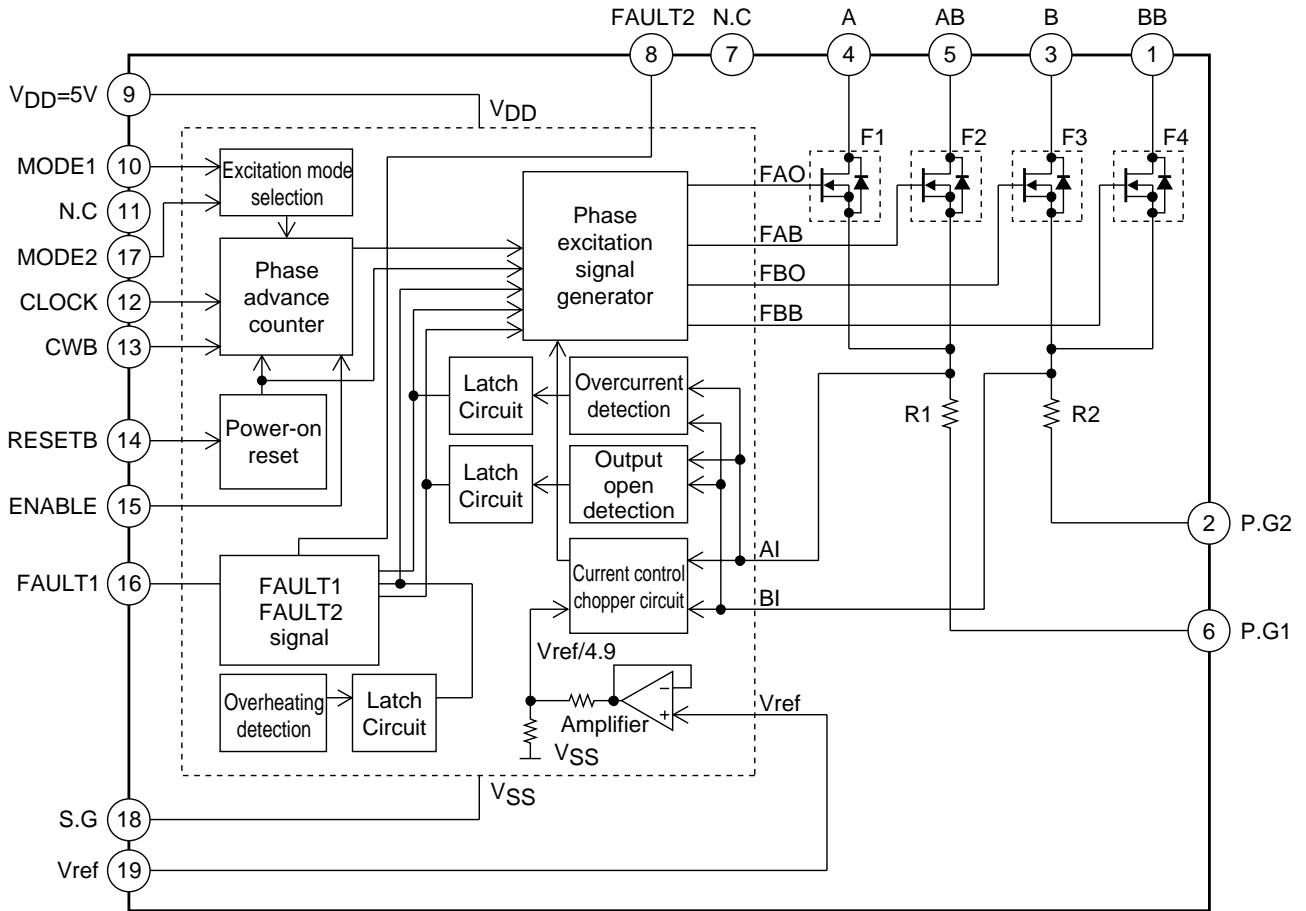 FAULT2 N.C A AB B BB
8 7 4 5 3 1
VDD=5V 9
VDD
MODE1 10
Excitation mode
selection
N.C 11
MODE2 17
CLOCK 12
CWB 13
Phase
advance
counter
Phase
excitation
signal
generator
F1 F2 F3 F4
FAO
FAB
FBO
FBB
RESETB 14
Power-on
reset
Latch
Circuit
Overcurrent
detection
R1 R2
ENABLE 15
Latch
Circuit
Output
open
detection
2 P.G2
FAULT1 16
FAULT1
FAULT2
signal
Current control
chopper circuit
AI
BI
6 P.G1
Vref/4.9
Overheating
detection
Latch
Circuit
–
+
Amplifier
Vref
VSS
VSS
S.G 18
Vref 19